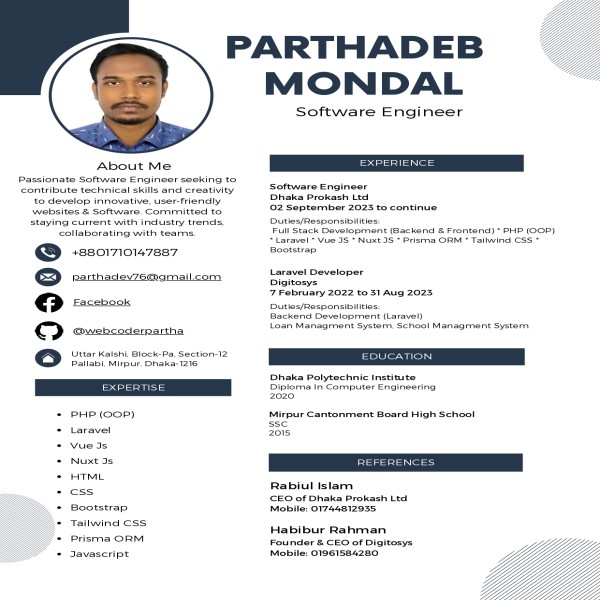 PARTHADEB
MONDAL
Software Engineer
About Me
Passionate Software Engineer seeking to
contribute technical skills and creativity
to develop innovative, user-friendly
websites & Software. Committed to
staying current with industry trends,
collaborating with teams.
+8801710147887
parthadev76@gmail.com
Facebook
@webcoderpartha
Uttar Kalshi, Block-Pa, Section-12
Pallabi, Mirpur, Dhaka-1216
EXPERTISE
• PHP (OOP)
• Laravel
• Vue Js
• Nuxt Js
• HTML
• CSS
• Bootstrap
• Tailwind CSS
• Prisma ORM
• Javascript
EXPERIENCE
Software Engineer
Dhaka Prokash Ltd
02 September 2023 to continue
Duties/Responsibilities:
Full Stack Development (Backend & Frontend) * PHP (OOP)
* Laravel * Vue JS * Nuxt JS * Prisma ORM * Tailwind CSS *
Bootstrap
Laravel Developer
Digitosys
7 February 2022 to 31 Aug 2023
Duties/Responsibilities:
Backend Development (Laravel)
Loan Managment System, School Managment System
EDUCATION
Dhaka Polytechnic Institute
Diploma In Computer Engineering
2020
Mirpur Cantonment Board High School
SSC
2015
REFERENCES
Rabiul Islam
CEO of Dhaka Prokash Ltd
Mobile: 01744812935
Habibur Rahman
Founder & CEO of Digitosys
Mobile: 01961584280